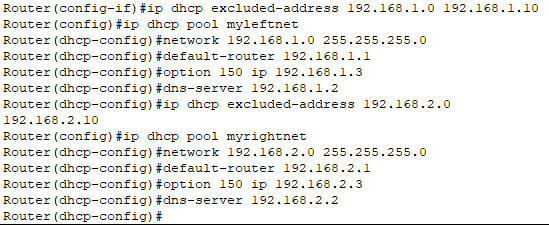 Router(config-if)#ip dhcp excluded-address 192.168.1.0 192.168.1.10
Router(config)#ip dhcp pool myleftnet
Router(dhcp-config)#network 192.168.1.0 255.255.255.0
Router(dhcp-config)#default-router 192.168.1.1
Router(dhcp-config)#option 150 ip 192.168.1.3
Router(dhcp-config)#dns-server 192.168.1.2
Router(dhcp-config)#ip dhcp excluded-address 192.168.2.0
192.168.2.10
Router(config)#ip dhcp pool myrightnet
Router(dhcp-config)#network 192.168.2.0 255.255.255.0
Router(dhcp-config)#default-router 192.168.2.1
Router(dhcp-config)#option 150 ip 192.168.2.3
Router(dhcp-config)#dns-server 192.168.2.2
Router(dhcp-config)#